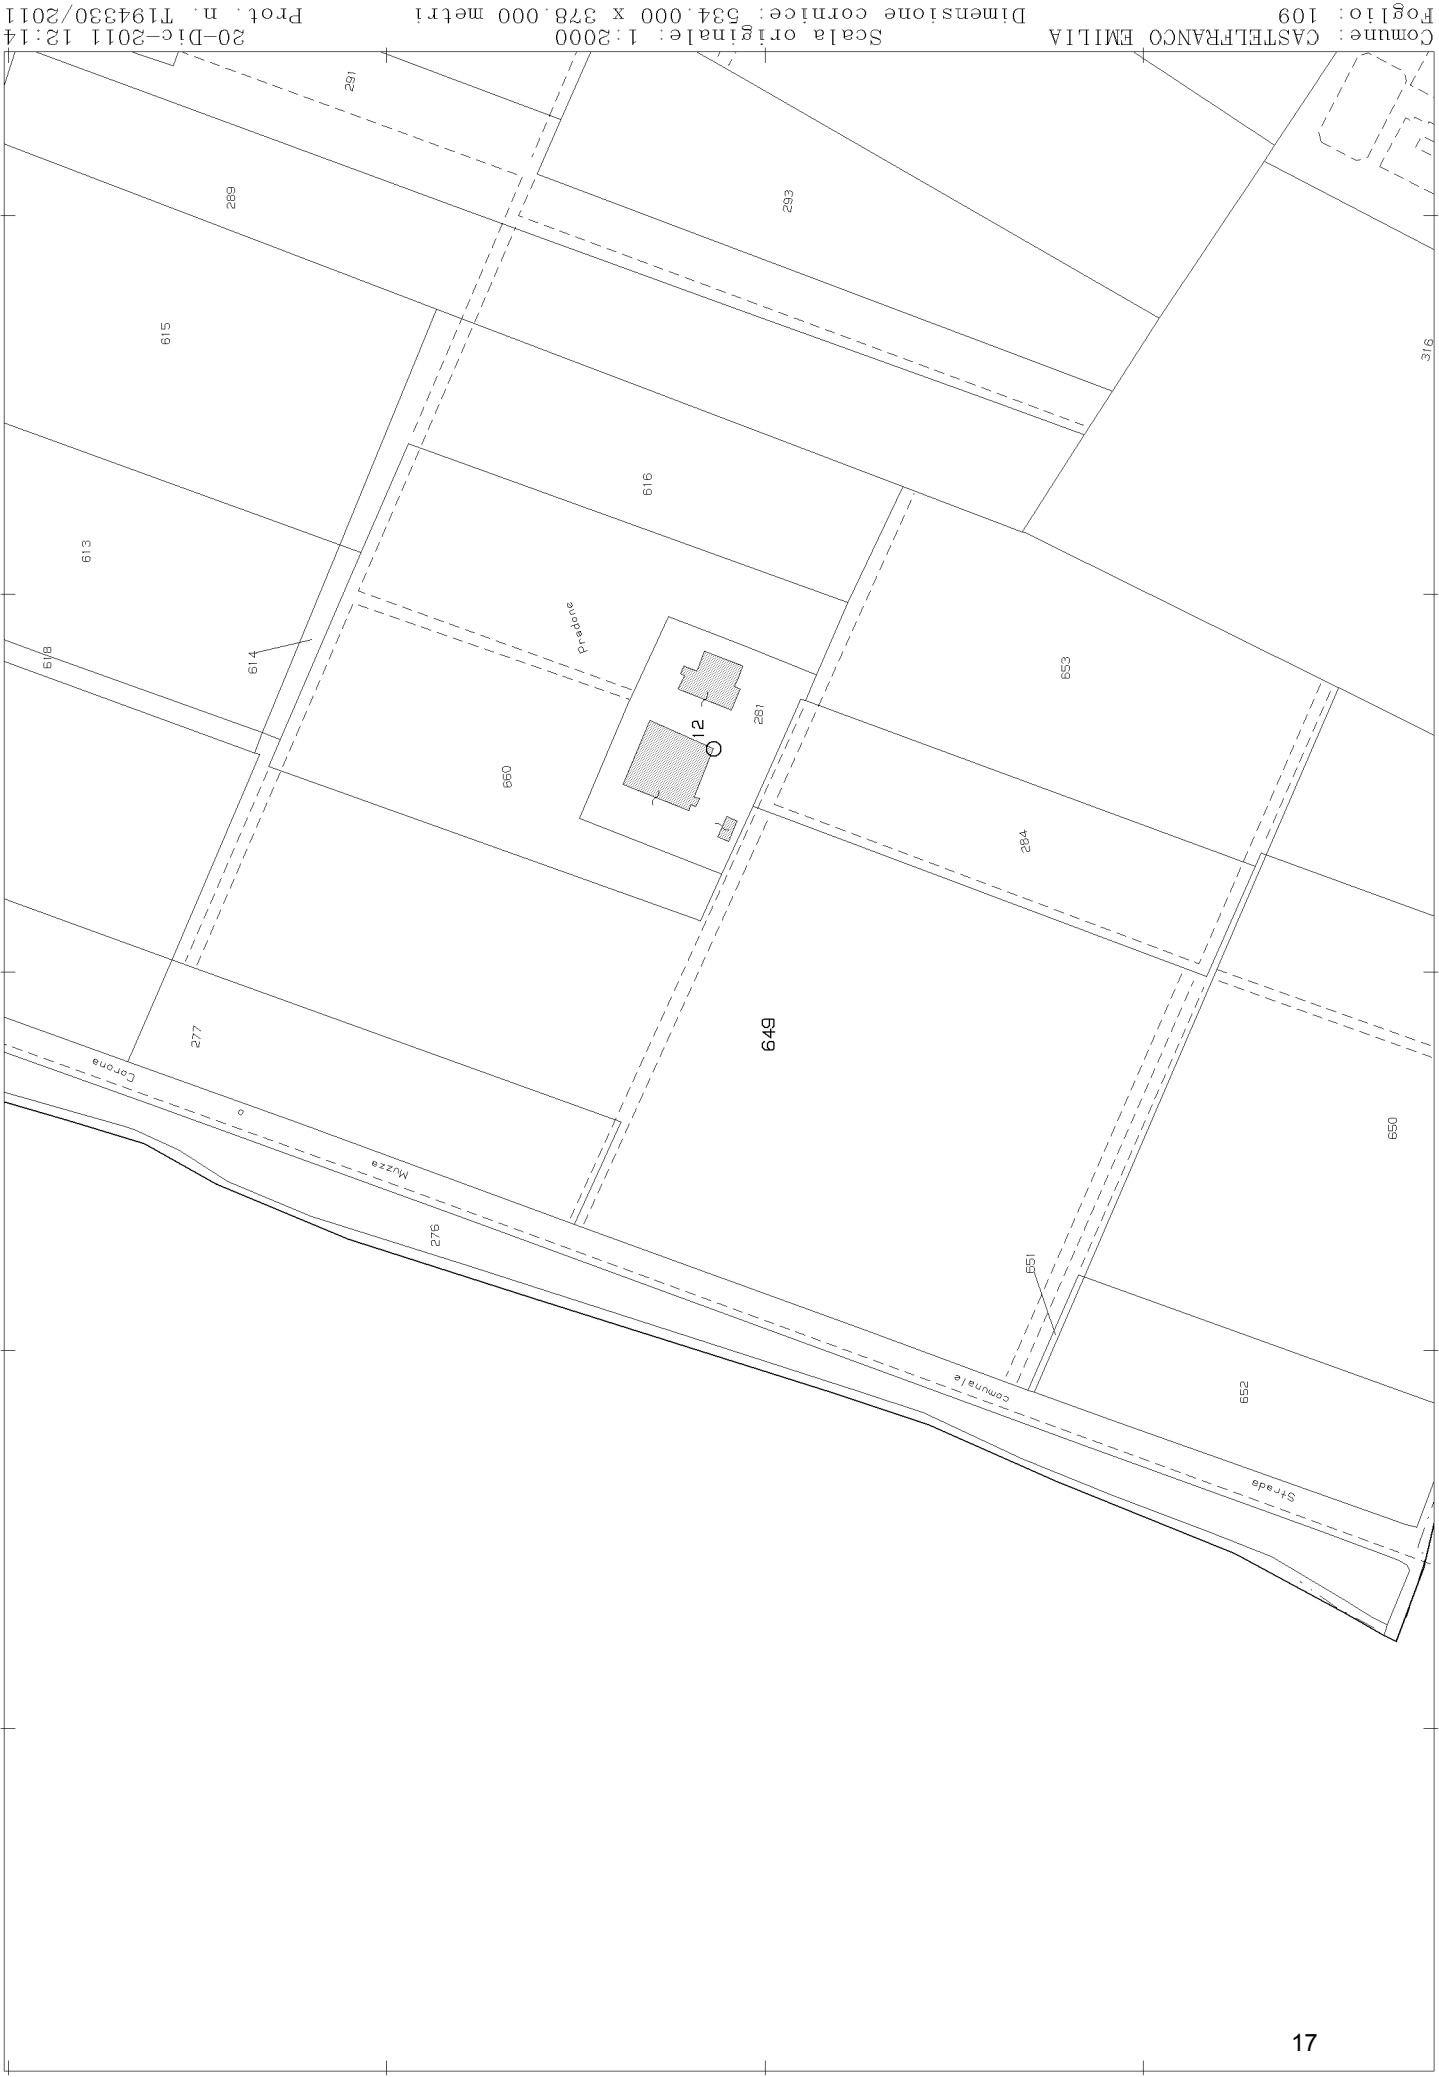 Comune: CASTELFRANCO EMILIA
Foglio: 109
Scala originale: 1:2000
Dimensione cornice: 534.000 x 378.000 metri
20-Dic-2011 12:14
Prot. n. T194330/2011
291
289
293
615
316
616
613
Pradone
618
614
653
281
12
660
284
277
649
Corona
o
Muzza
650
276
651
comunale
652
Strada
17